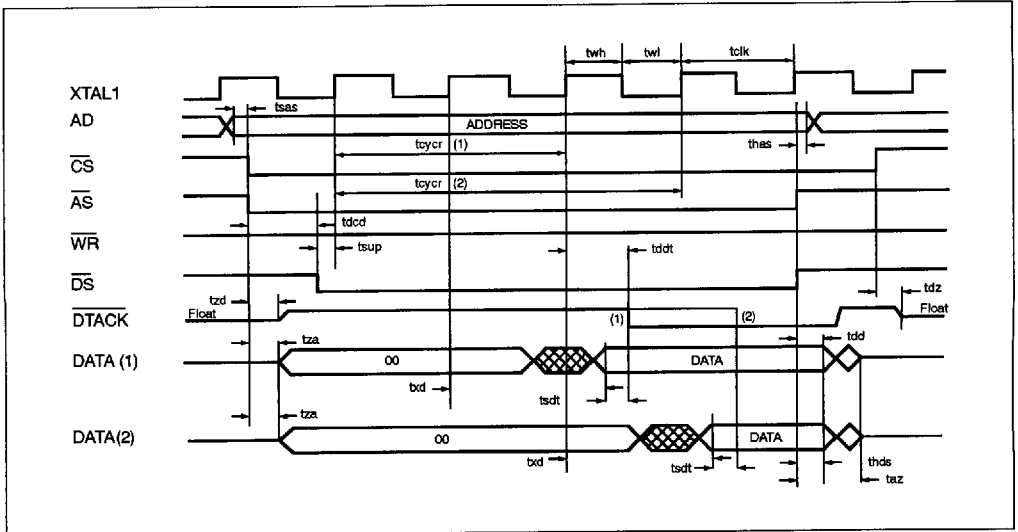 twh twl tclk
XTAL1
tsas
AD
ADDRESS
tcycr (1)
thas
CS
tcycr (2)
AS
tdcd
WR
tsup
tddt
DS
tzd
tdz
Float
Float
DTACK
(1)
(2)
tza
tdd
DATA (1)
00
DATA
txd
tsdt
tza
DATA(2)
00
DATA
txd
tsdt
thds
taz